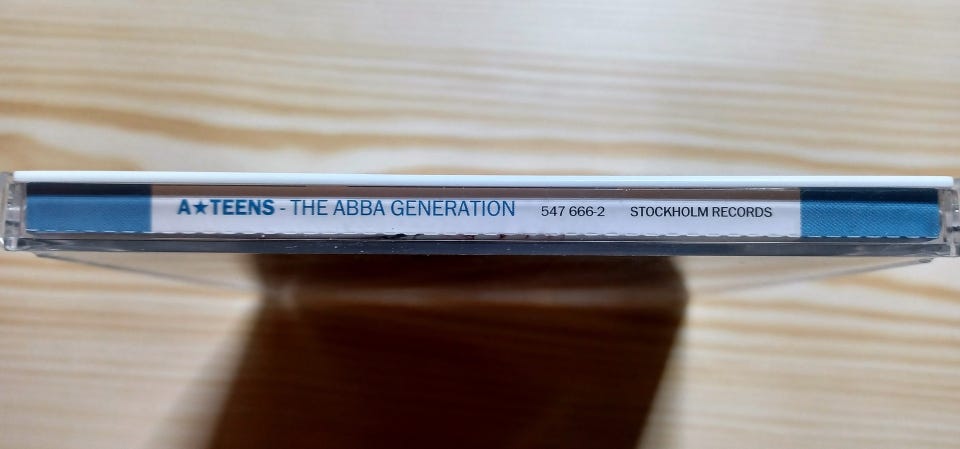 A★TEENS - THE ABBA GENERATION 547 666-2 STOCKHOLM RECORDS